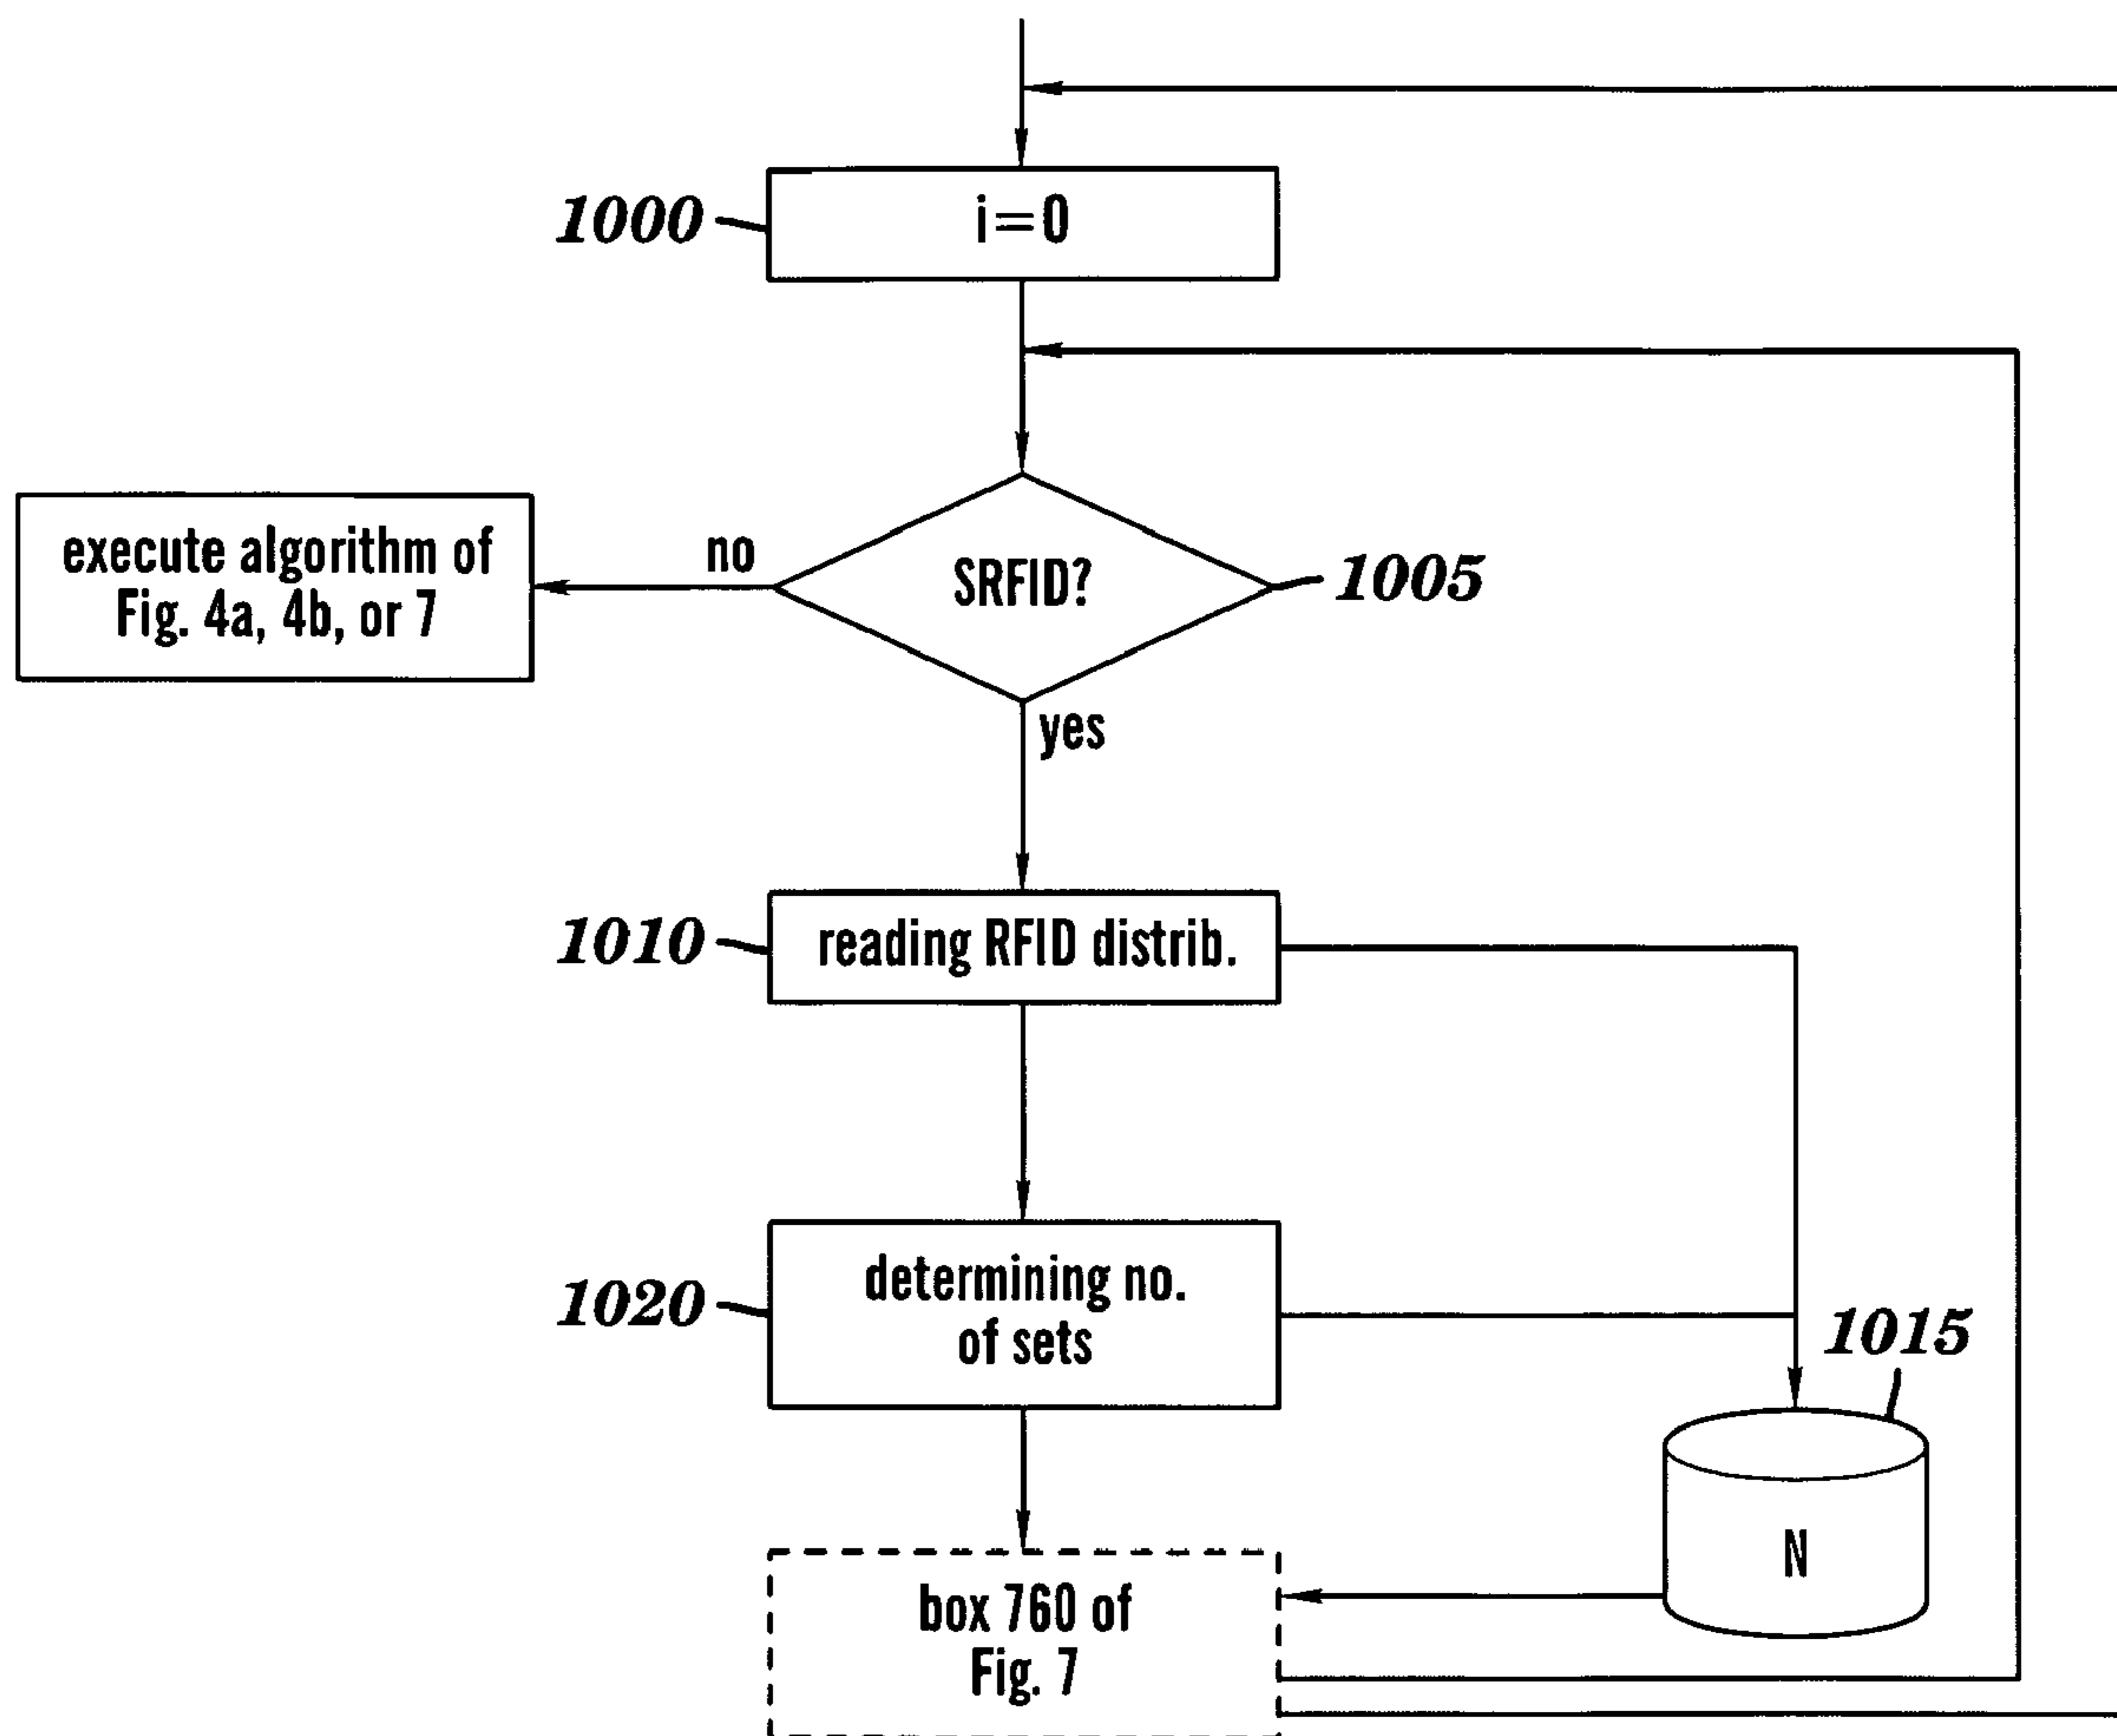 1000
i=0
execute algorithm of
Fig. 4a, 4b, or 7
no
SRFID?
1005
yes
1010
reading RFID distrib.
1020
determining no.
of sets
1015
N
box 760 of
Fig. 7